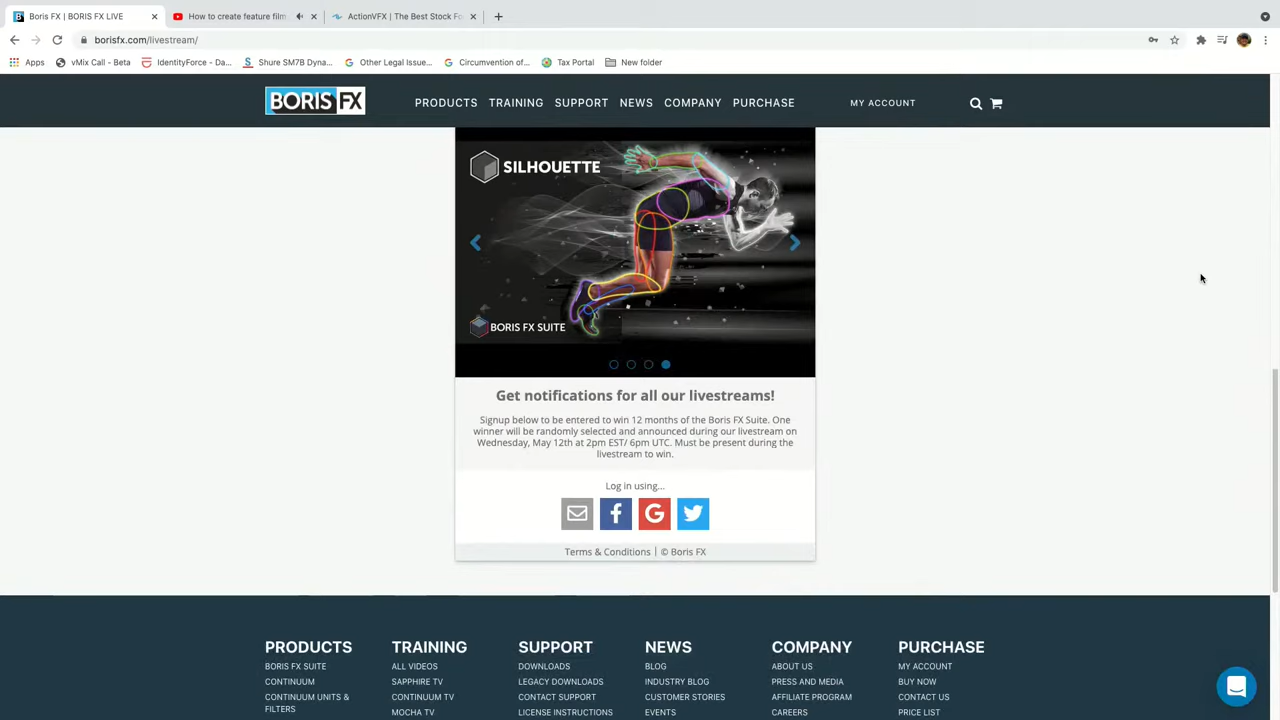 Boris FX | BORIS FX LIVE
How to create feature film
ActionVFX | The Best Stock Fo
borisfx.com/livestream/
Apps
vMix Call - Beta
IdentityForce - Da...
Shure SM7B Dyna...
Other Legal Issue...
Circumvention of...
Tax Portal
New folder
BORIS FX
PRODUCTS TRAINING SUPPORT NEWS COMPANY PURCHASE
MY ACCOUNT
SILHOUETTE
BORIS FX SUITE
Get notifications for all our livestreams!
Signup below to be entered to win 12 months of the Boris FX Suite. One
winner will be randomly selected and announced during our livestream on
Wednesday, May 12th at 2pm EST/ 6pm UTC. Must be present during the
livestream to win.
Log in using...
Terms & Conditions | © Boris FX
PRODUCTS
BORIS FX SUITE
CONTINUUM
CONTINUUM UNITS &
FILTERS
TRAINING
ALL VIDEOS
SAPPHIRE TV
CONTINUUM TV
MOCHA TV
SUPPORT
DOWNLOADS
LEGACY DOWNLOADS
CONTACT SUPPORT
LICENSE INSTRUCTIONS
NEWS
BLOG
INDUSTRY BLOG
CUSTOMER STORIES
EVENTS
COMPANY
ABOUT US
PRESS AND MEDIA
AFFILIATE PROGRAM
CAREERS
PURCHASE
MY ACCOUNT
BUY NOW
CONTACT US
PRICE LIST